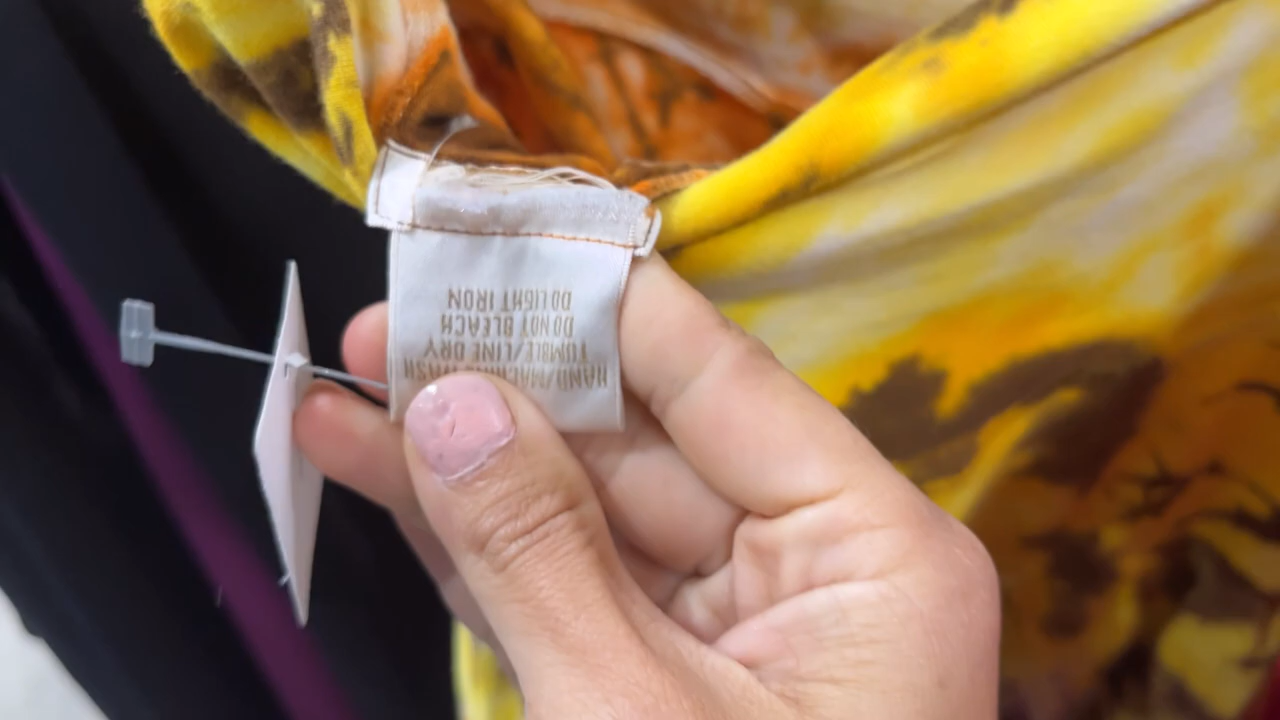 HAND/MACHINE WASH
TUMBLE/LINE DRY
DO NOT BLEACH
DO LIGHT IRON